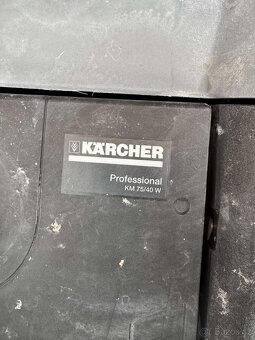 KÄRCHER
Professional
KM 75/40 W